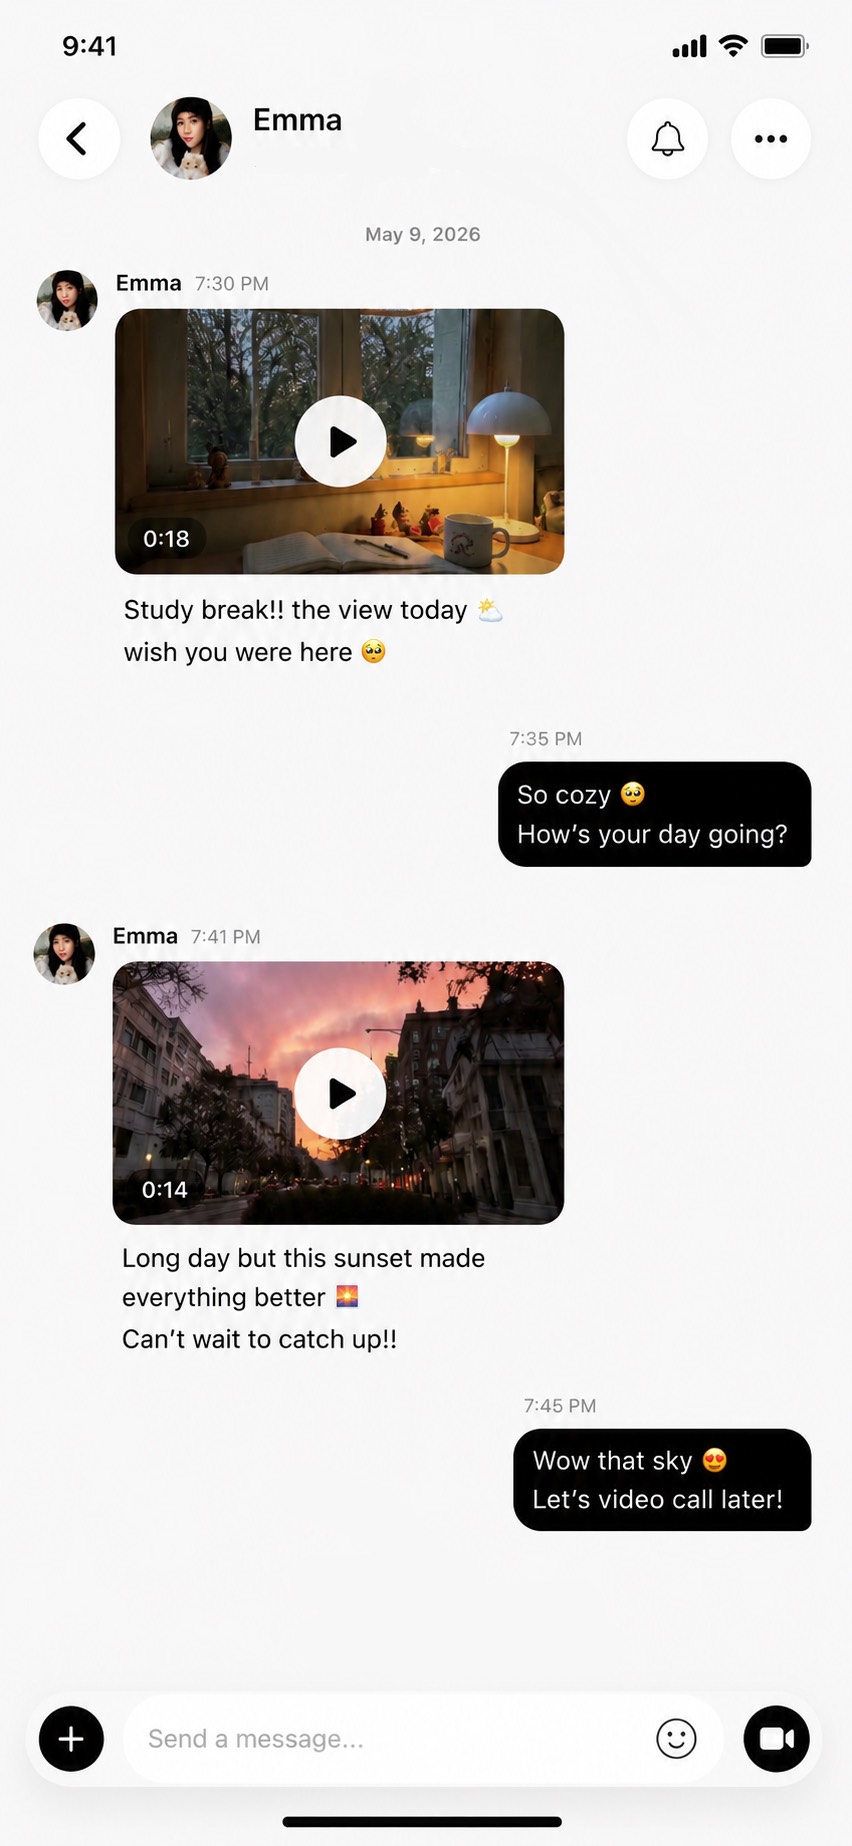 9:41
Emma
May 9, 2026
Emma 7:30 PM
0:18
Study break!! the view today 🌥️
wish you were here 🥺
7:35 PM
So cozy 🥺
How’s your day going?
Emma 7:41 PM
0:14
Long day but this sunset made
everything better 🌅
Can’t wait to catch up!!
7:45 PM
Wow that sky 😍
Let’s video call later!
Send a message...